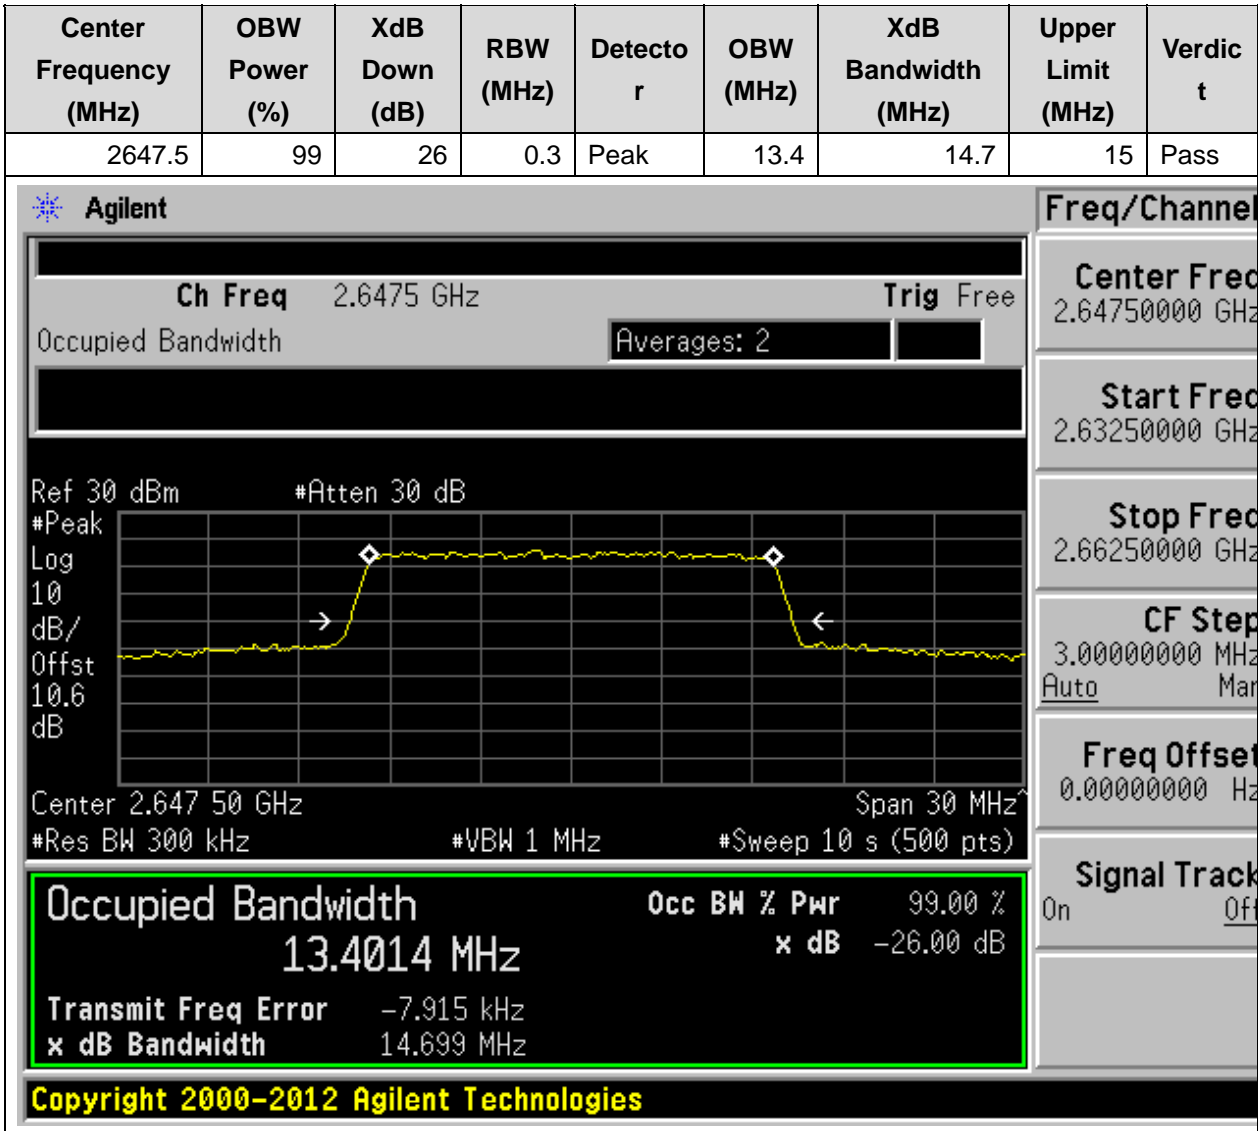 Center Frequency (MHz) OBW Power (%) XdB Down (dB) RBW (MHz) Detecto r OBW (MHz) XdB Bandwidth (MHz) Upper Limit (MHz) Verdic t
2647.5 99 26 0.3 Peak 13.4 14.7 15 Pass
Agilent
Freq/Channel
Ch Freq 2.6475 GHz Trig Free
Occupied Bandwidth Averages: 2
Center Freq
2.64750000 GHz
Start Freq
2.63250000 GHz
Stop Freq
2.66250000 GHz
CF Step
3.00000000 MHz
Auto Man
Freq Offset
0.00000000 Hz
Signal Track
On Off
Ref 30 dBm #Atten 30 dB
#Peak
Log
10
dB/
Offst
10.6
dB
Center 2.647 50 GHz Span 30 MHz^
#Res BW 300 kHz #VBW 1 MHz #Sweep 10 s (500 pts)
Occupied Bandwidth Occ BW % Pwr 99.00 %
13.4014 MHz x dB -26.00 dB
Transmit Freq Error -7.915 kHz
x dB Bandwidth 14.699 MHz
Copyright 2000-2012 Agilent Technologies